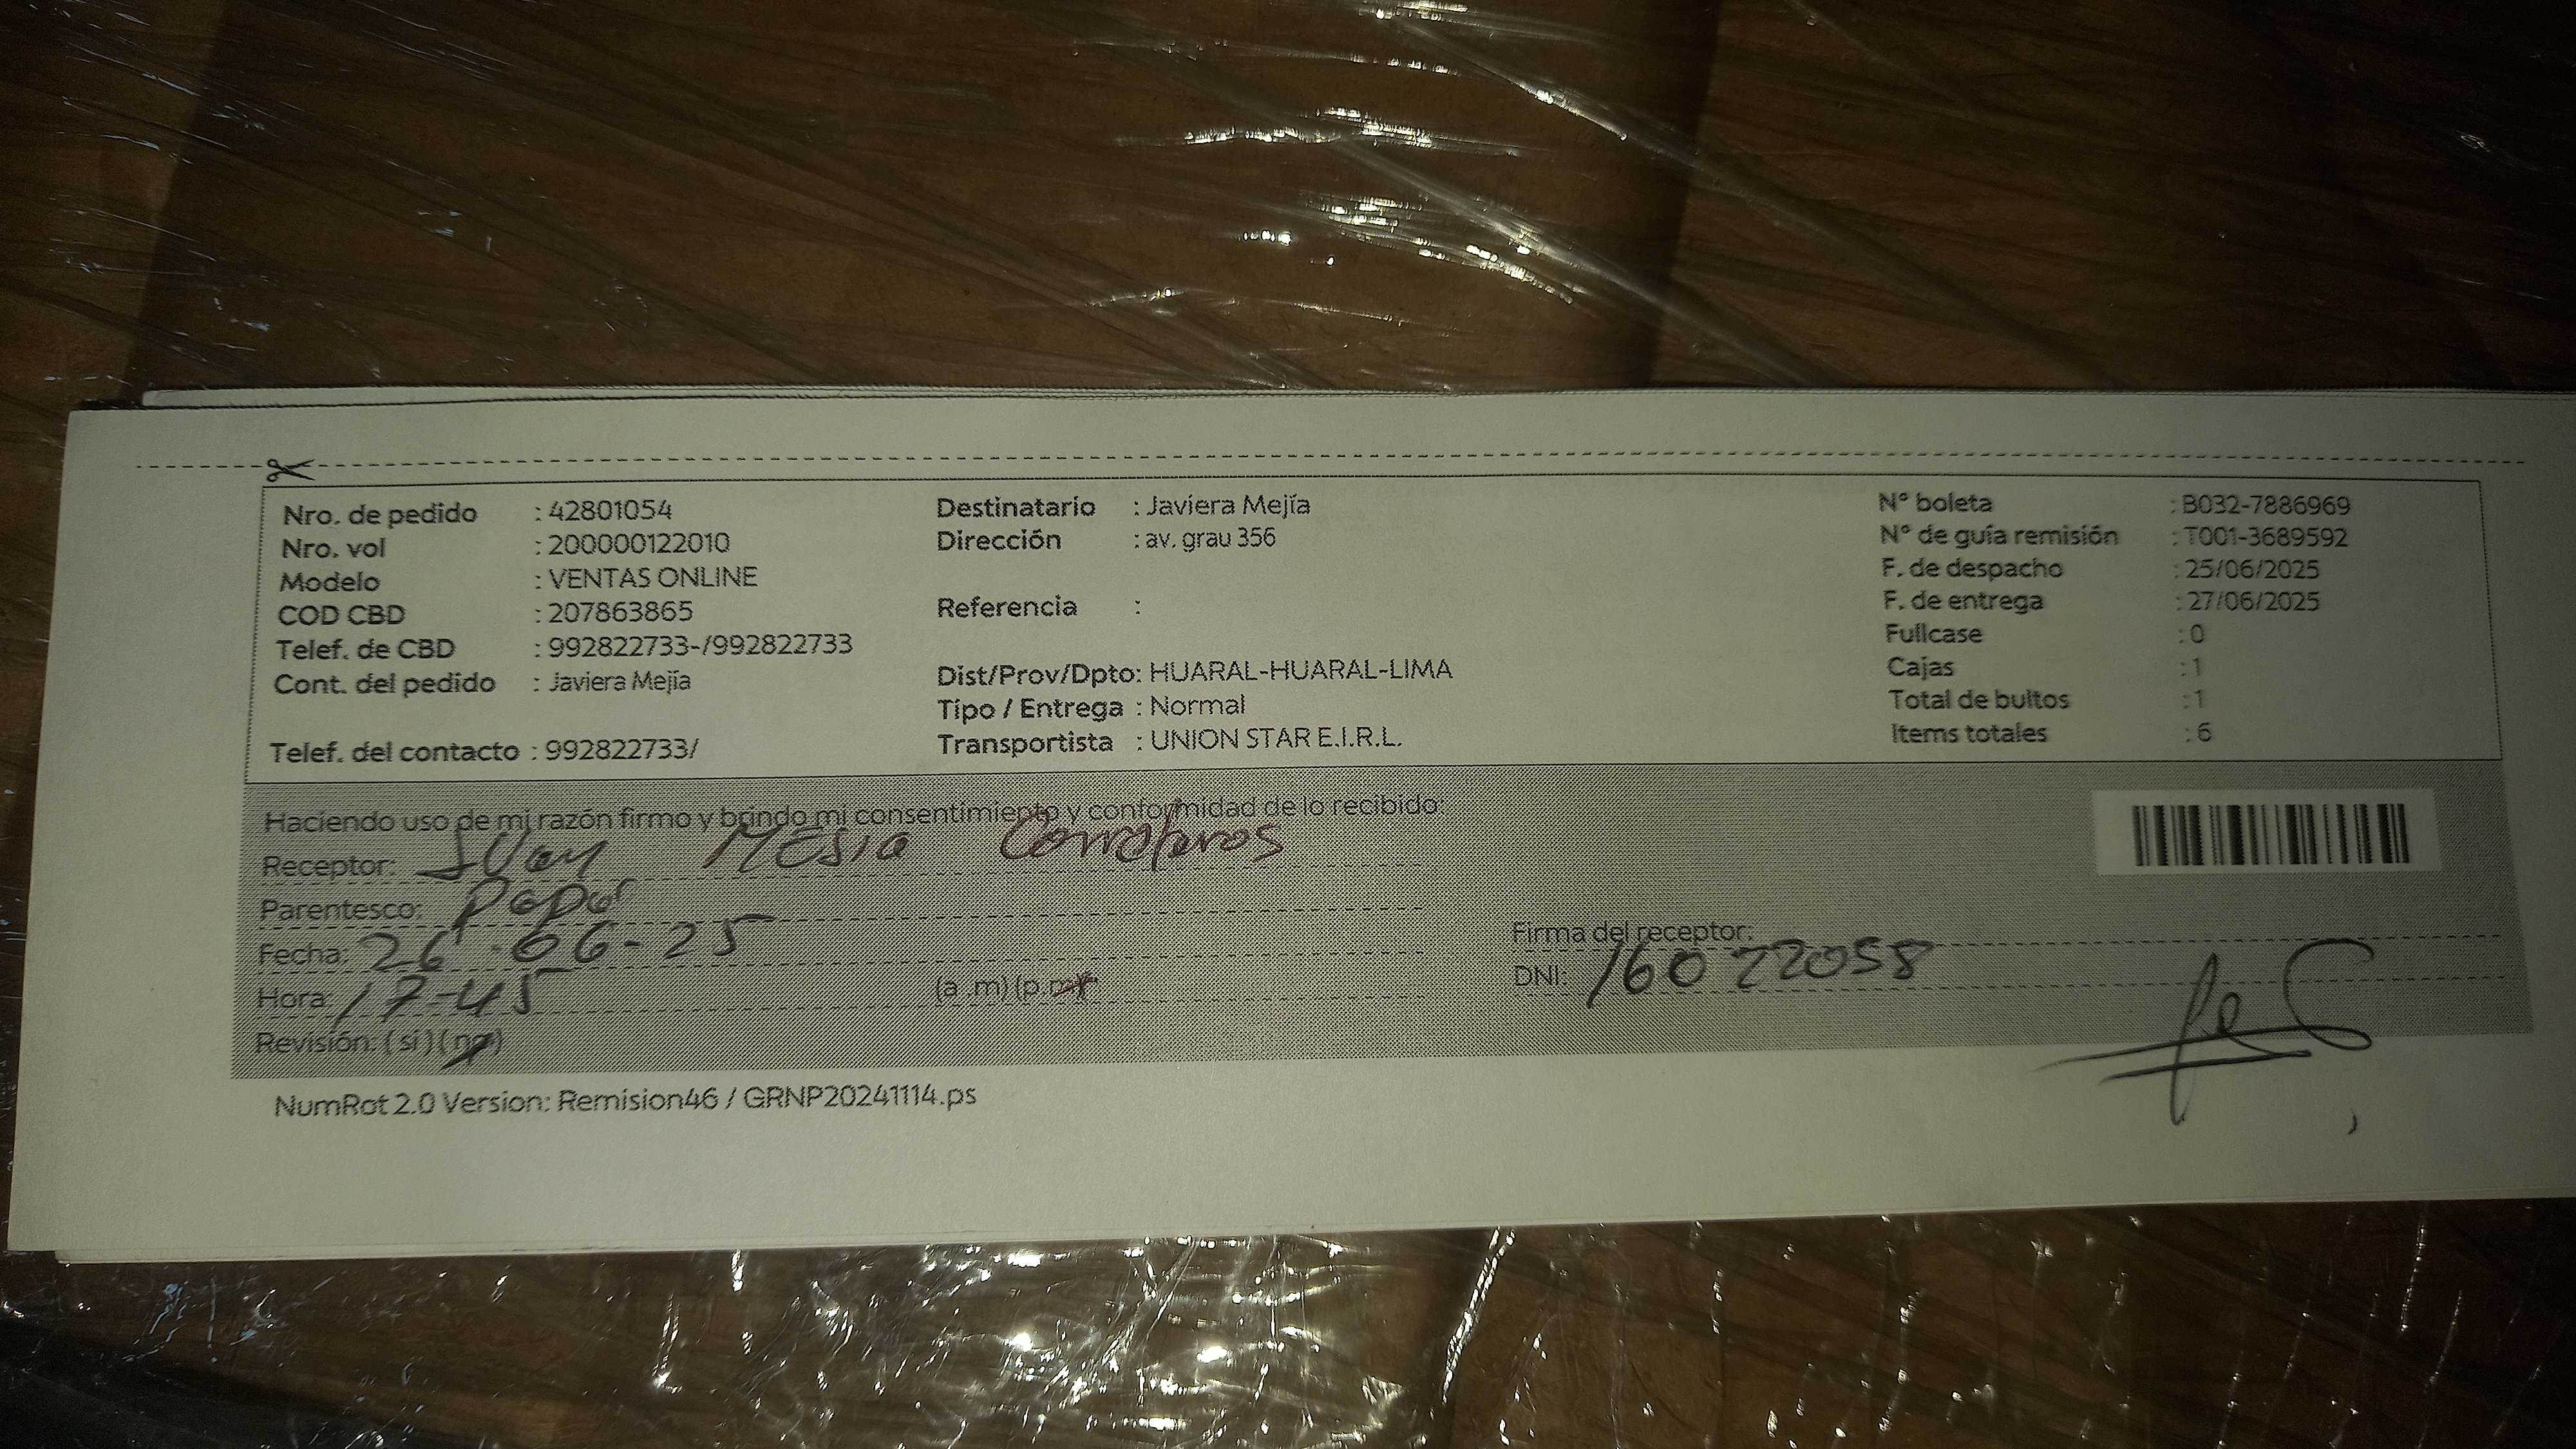 Nro. de pedido : 42801054
Nro. vol : 200000122010
Modelo : VENTAS ONLINE
COD CBD : 207863865
Telef. de CBD : 992822733-/992822733
Cont. del pedido : Javiera Mejía
Telef. del contacto : 992822733/
Destinatario : Javiera Mejía
Dirección : av. grau 356
Referencia :
Dist/Prov/Dpto: HUARAL-HUARAL-LIMA
Tipo / Entrega : Normal
Transportista : UNION STAR E.I.R.L.
N° boleta : B032-7886969
N° de guía remisión : T001-3689592
F. de despacho : 25/06/2025
F. de entrega : 27/06/2025
Fullcase : 0
Cajas : 1
Total de bultos : 1
Items totales : 6
Haciendo uso de mi razón firmo y brindo mi consentimiento y conformidad de lo recibido:
Receptor: IVan Mesia
Parentesco: Papa
Fecha: 26-06-25
Hora: 17-45 (a .m) (p.m)
Revisión: (si) (no)
Firma del receptor:
DNI: 16022058
NumRot 2.0 Version: Remision46 / GRNP20241114.ps